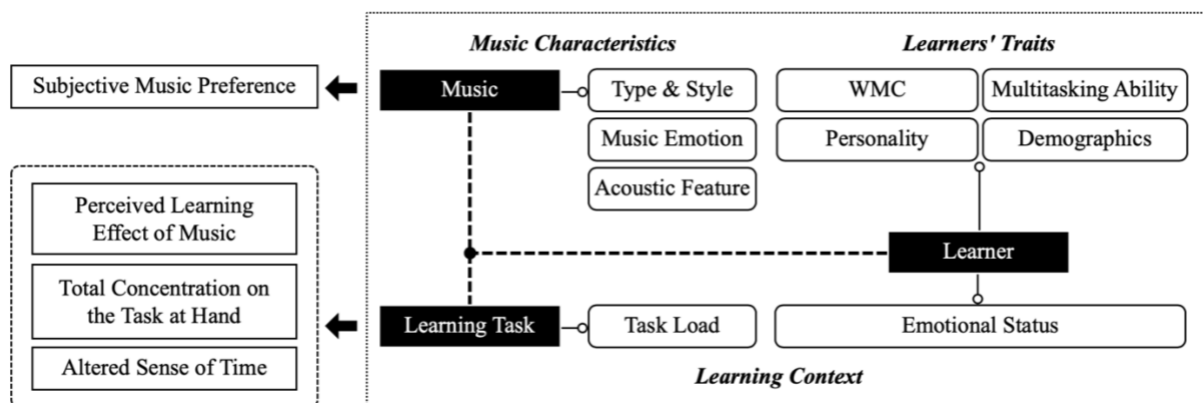 Music Characteristics
Learners' Traits
Subjective Music Preference
Music
Type & Style
WMC
Multitasking Ability
Music Emotion
Personality
Demographics
Acoustic Feature
Perceived Learning
Effect of Music
Learner
Total Concentration on
the Task at Hand
Learning Task
Task Load
Emotional Status
Altered Sense of Time
Learning Context